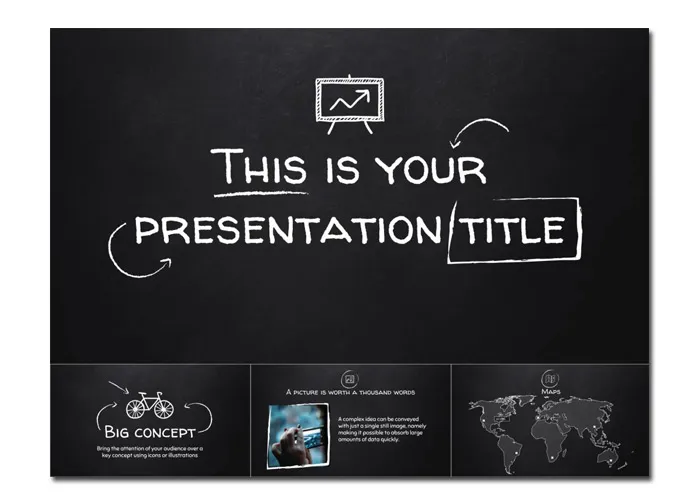 THIS IS YOUR
PRESENTATION TITLE
BIG CONCEPT
Bring the attention of your audience over a
key concept using icons or illustrations
A PICTURE IS WORTH A THOUSAND WORDS
A complex idea can be conveyed
with just a single still image, namely
making it possible to absorb large
amounts of data quickly.
MAPS